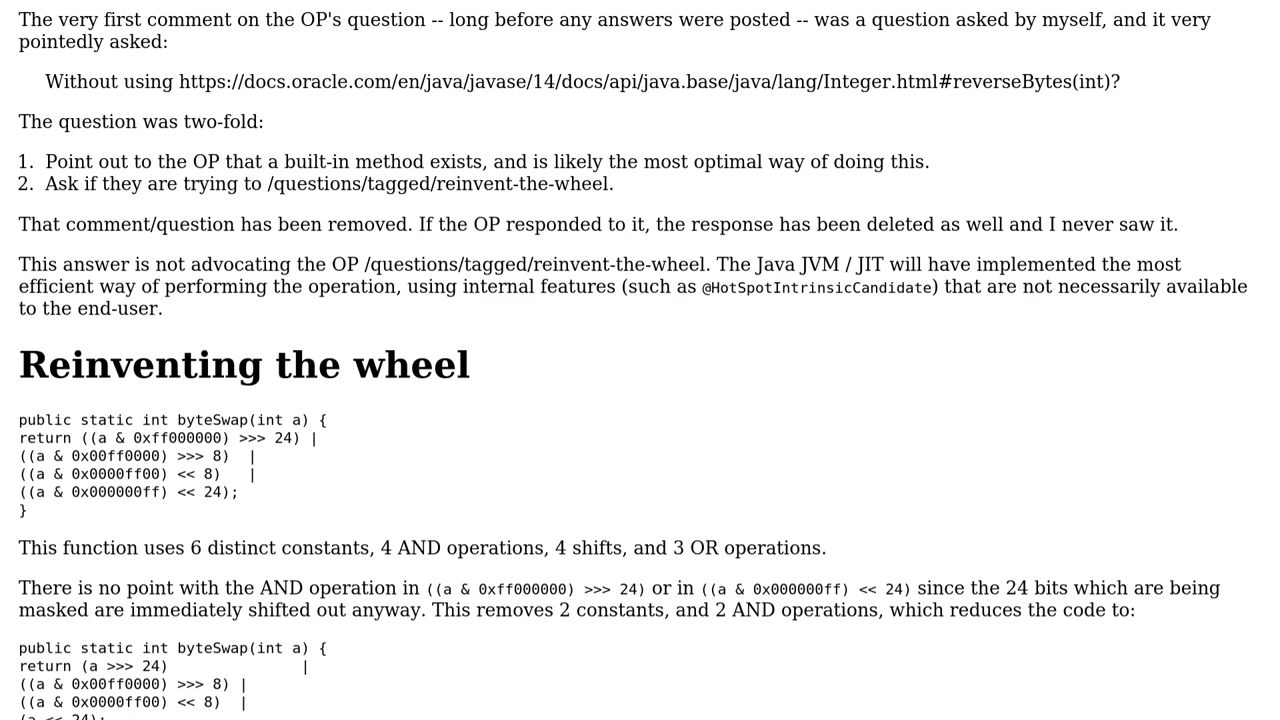 The very first comment on the OP's question -- long before any answers were posted -- was a question asked by myself, and it very
pointedly asked:
Without using https://docs.oracle.com/en/java/javase/14/docs/api/java.base/java/lang/Integer.html#reverseBytes(int)?
The question was two-fold:
1. Point out to the OP that a built-in method exists, and is likely the most optimal way of doing this.
2. Ask if they are trying to /questions/tagged/reinvent-the-wheel.
That comment/question has been removed. If the OP responded to it, the response has been deleted as well and I never saw it.
This answer is not advocating the OP /questions/tagged/reinvent-the-wheel. The Java JVM / JIT will have implemented the most
efficient way of performing the operation, using internal features (such as @HotSpotIntrinsicCandidate) that are not necessarily available
to the end-user.
Reinventing the wheel
public static int byteSwap(int a) {
return ((a & 0xff000000) >>> 24) |
((a & 0x00ff0000) >>> 8)  |
((a & 0x0000ff00) << 8)   |
((a & 0x000000ff) << 24);
}
This function uses 6 distinct constants, 4 AND operations, 4 shifts, and 3 OR operations.
There is no point with the AND operation in ((a & 0xff000000) >>> 24) or in ((a & 0x000000ff) << 24) since the 24 bits which are being
masked are immediately shifted out anyway. This removes 2 constants, and 2 AND operations, which reduces the code to:
public static int byteSwap(int a) {
return (a >>> 24)               |
((a & 0x00ff0000) >>> 8) |
((a & 0x0000ff00) << 8)  |
(a << 24);